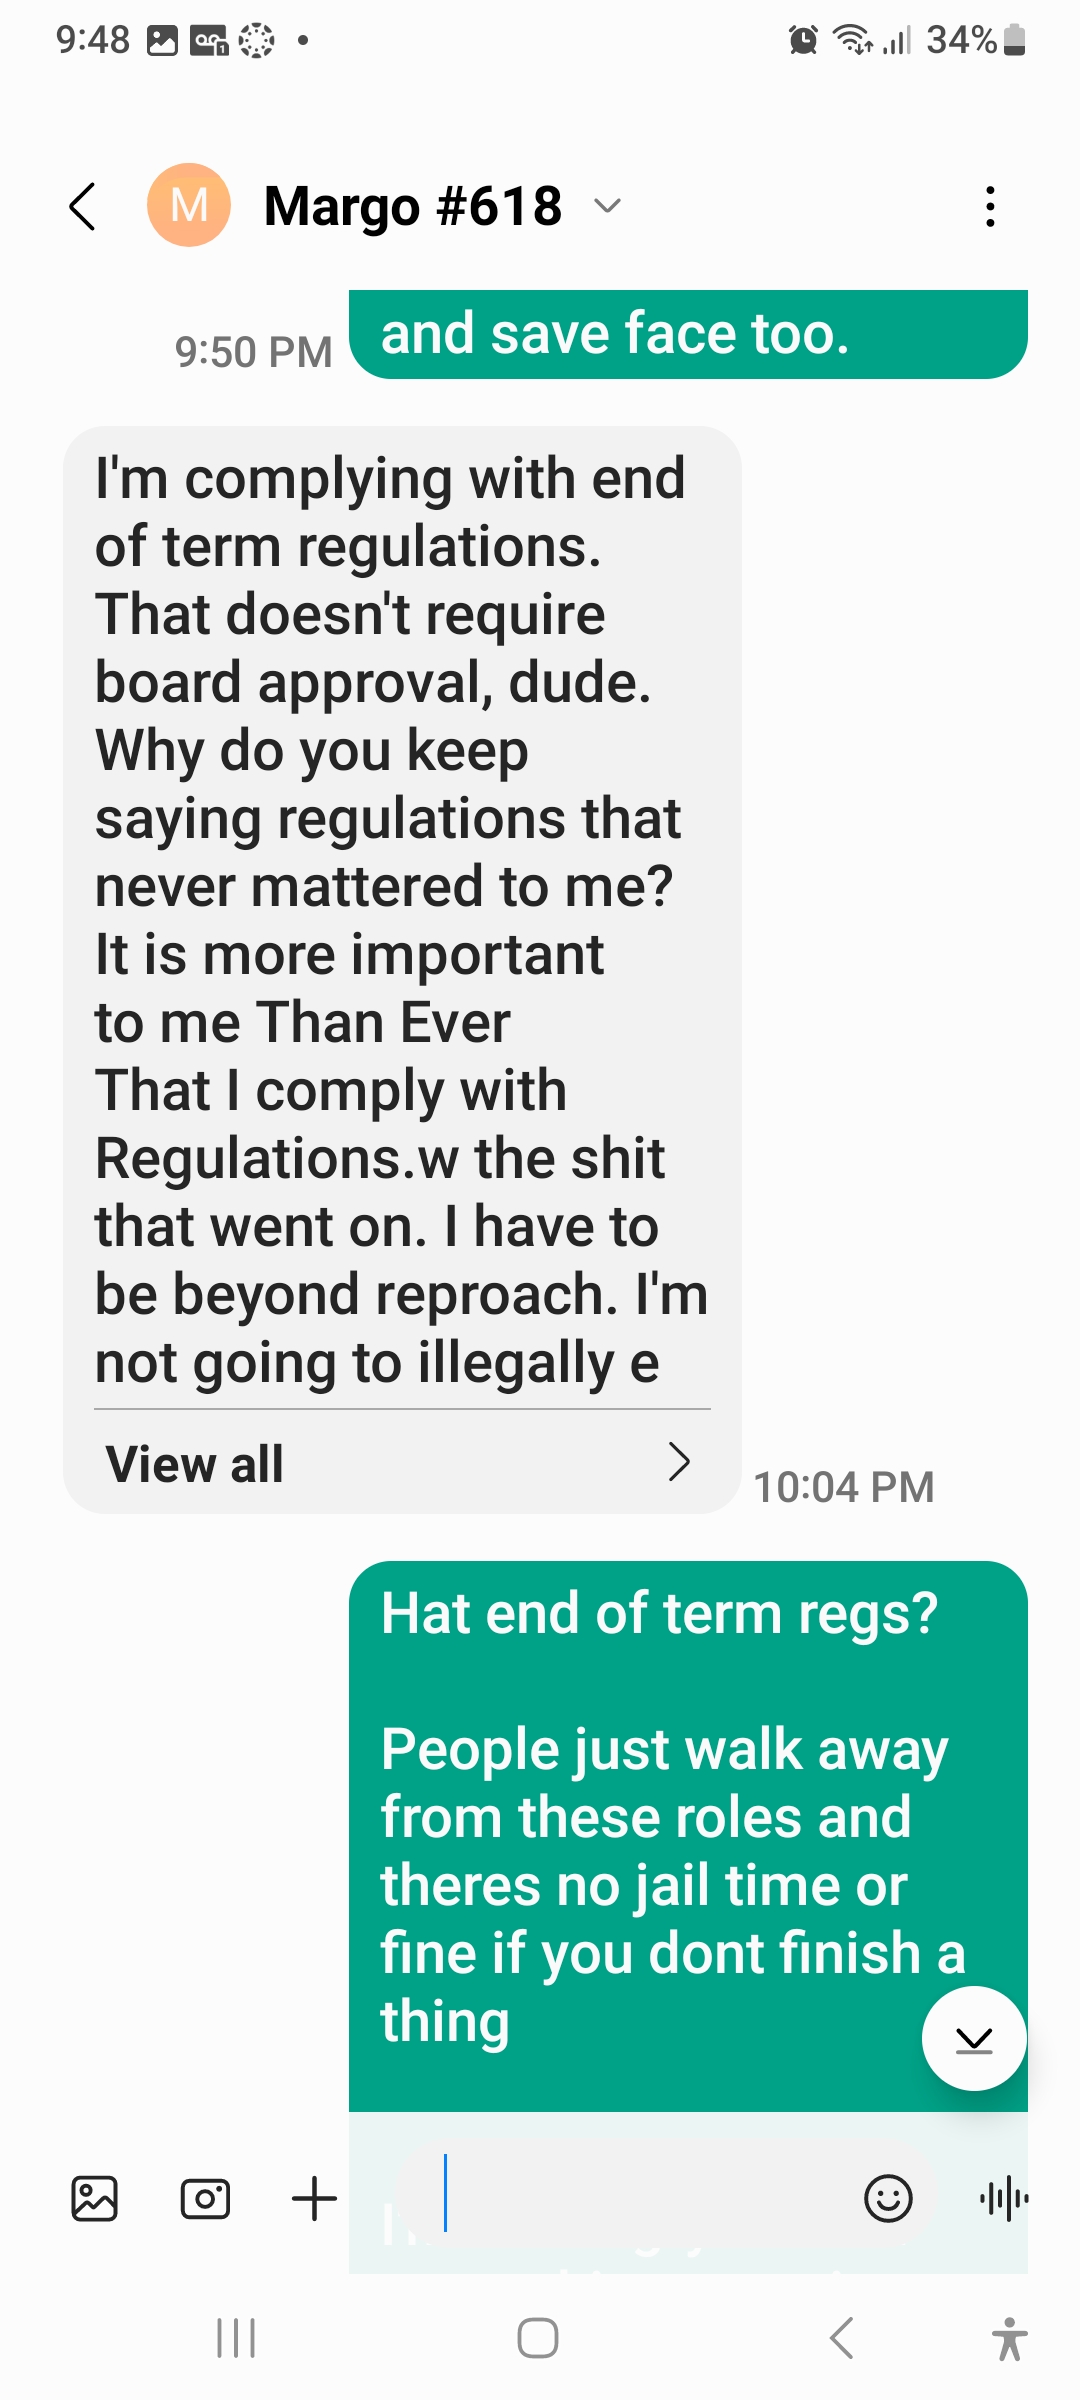 9:48
34%
M
Margo #618
and save face too.
9:50 PM
I'm complying with end
of term regulations.
That doesn't require
board approval, dude.
Why do you keep
saying regulations that
never mattered to me?
It is more important
to me Than Ever
That I comply with
Regulations.w the shit
that went on. I have to
be beyond reproach. I'm
not going to illegally e
View all
10:04 PM
Hat end of term regs?
People just walk away
from these roles and
theres no jail time or
fine if you dont finish a
thing